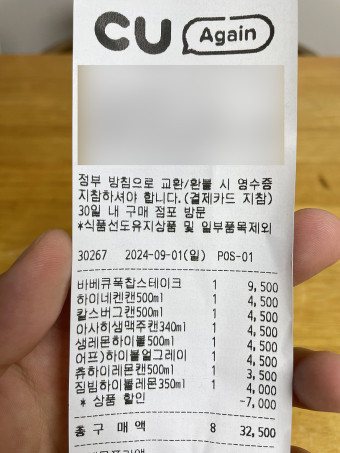 CU Again
정부 방침으로 교환/환불 시 영수증
지참하셔야 합니다.(결제카드 지참)
30일 내 구매 점포 방문
*식품선도유지상품 및 일부품목제외
30267 2024-09-01(일) POS-01
바베큐폭찹스테이크 1 9,500
하이네켄캔500ml 1 4,500
칼스버그캔500ml 1 4,500
아사히생맥주캔340ml 1 4,500
생레몬하이볼500ml 1 4,500
어프)하이볼얼그레이 1 4,500
츄하이레몬캔500ml 1 3,500
짐빔하이볼레몬350ml 1 4,000
* 상품 할인 -7,000
총 구 매 액 8 32,500